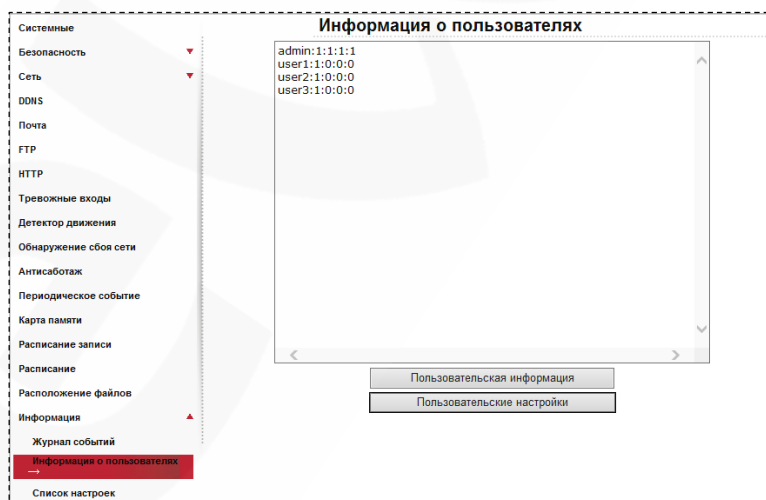 Информация о пользователях
Системные
Безопасность
Сеть
DDNS
Почта
FTP
HTTP
Тревожные входы
Детектор движения
Обнаружение сбоя сети
Антисаботаж
Периодическое событие
Карта памяти
Расписание записи
Расписание
Расположение файлов
Информация
Журнал событий
Информация о пользователях
Список настроек
admin:1:1:1:1
user1:1:0:0:0
user2:1:0:0:0
user3:1:0:0:0
Пользовательская информация
Пользовательские настройки